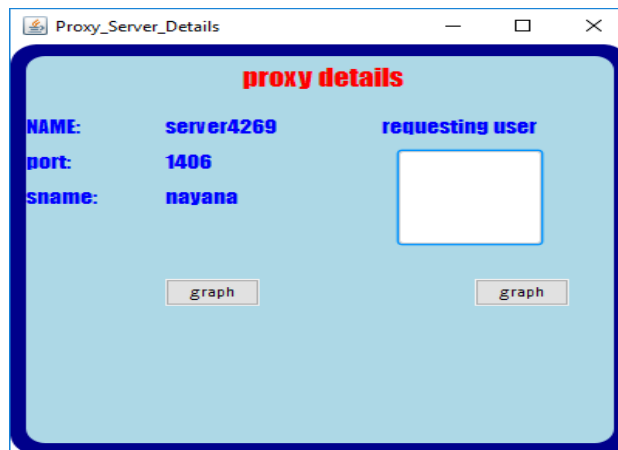 Proxy_Server_Details
proxy details
NAME: server4269 requesting user
port: 1406
sname: nayana
graph graph